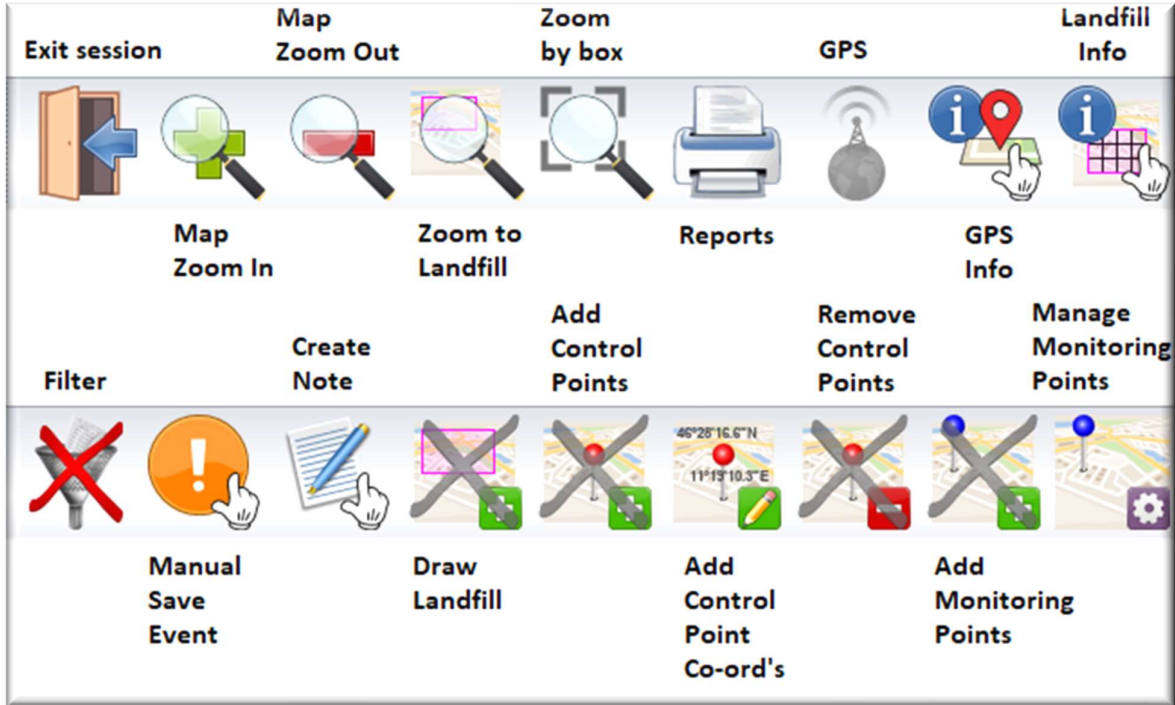 Exit session
Map
Zoom Out
Zoom
by box
GPS
Landfill
Info
Map
Zoom In
Zoom to
Landfill
Reports
GPS
Info
Filter
Create
Note
Add
Control
Points
Remove
Control
Points
Manage
Monitoring
Points
46°28'16.6"N
11°19'10.3"E
Manual
Save
Event
Draw
Landfill
Add
Control
Point
Co-ord's
Add
Monitoring
Points